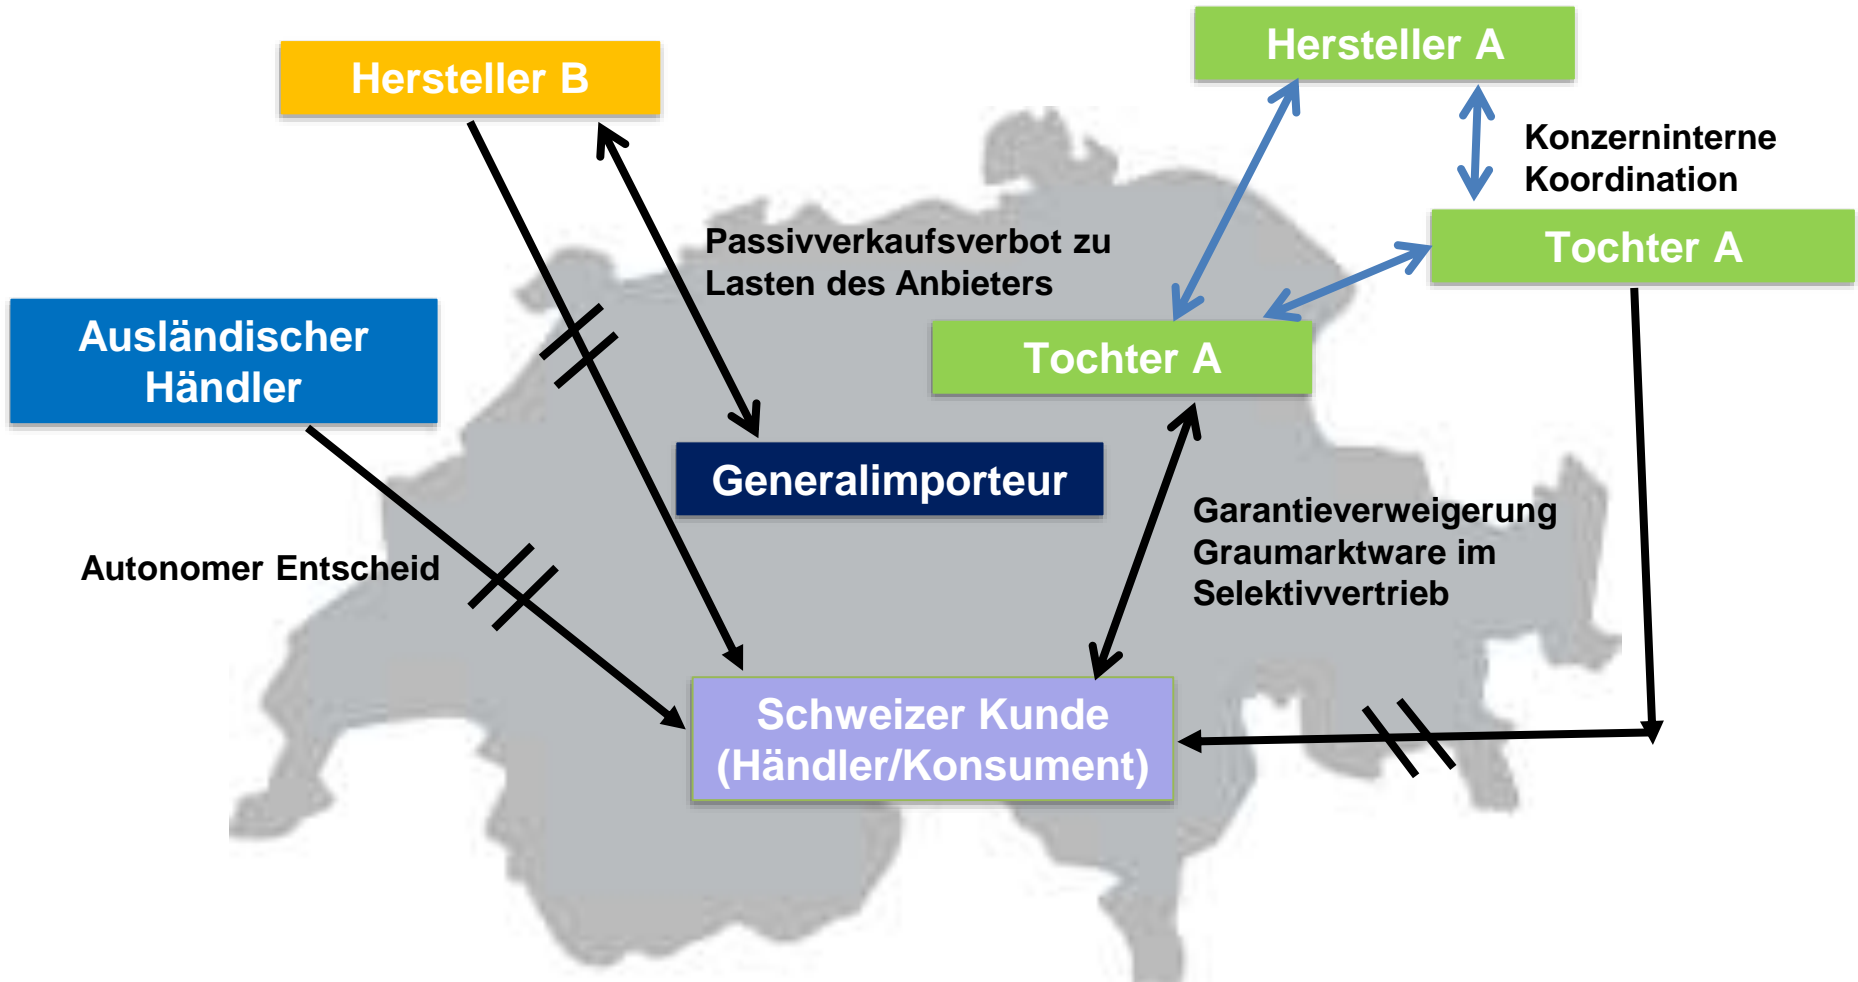 Hersteller A
Hersteller B
Konzerninterne
Koordination
Passivverkaufsverbot zu
Lasten des Anbieters
Tochter A
Ausländischer
Händler
Tochter A
Generalimporteur
Garantieverweigerung
Graumarktware im
Selektivvertrieb
Autonomer Entscheid
Schweizer Kunde
(Händler/Konsument)